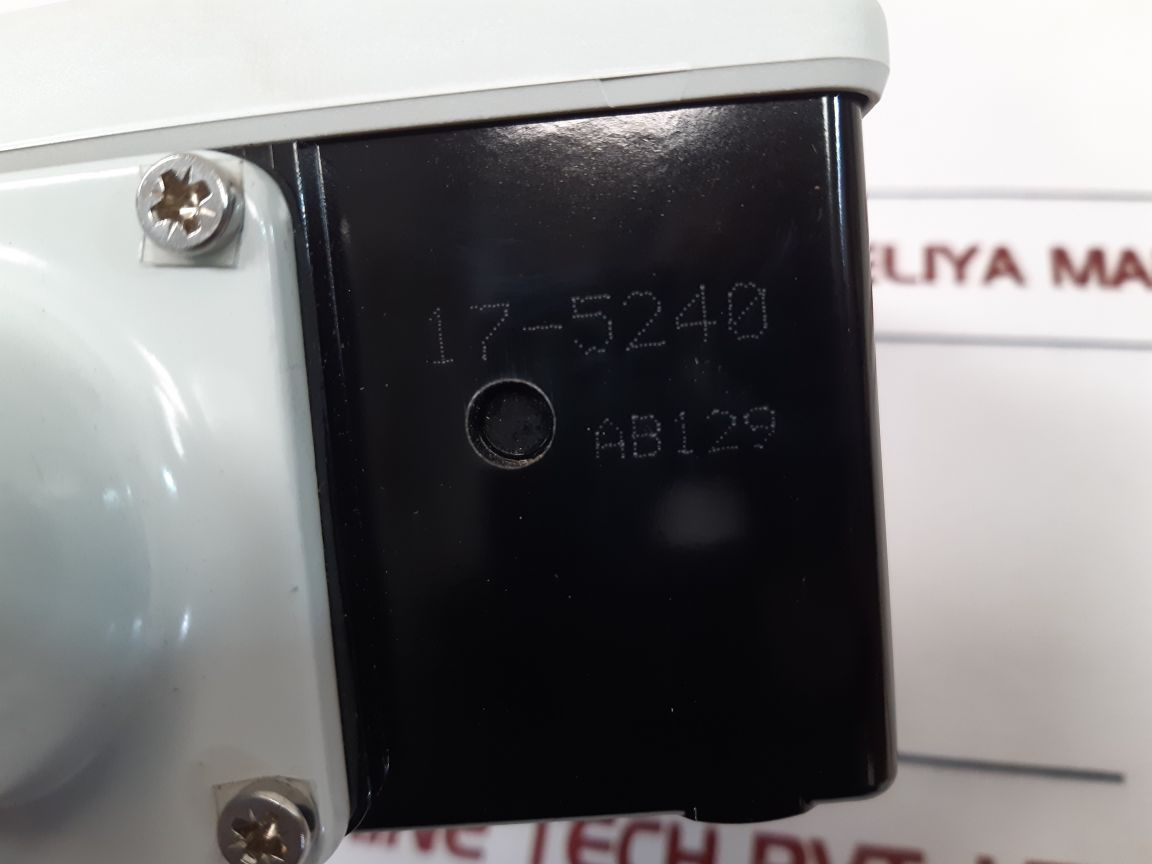 17-5240
AB129
ELIYA MA
TECH PVT